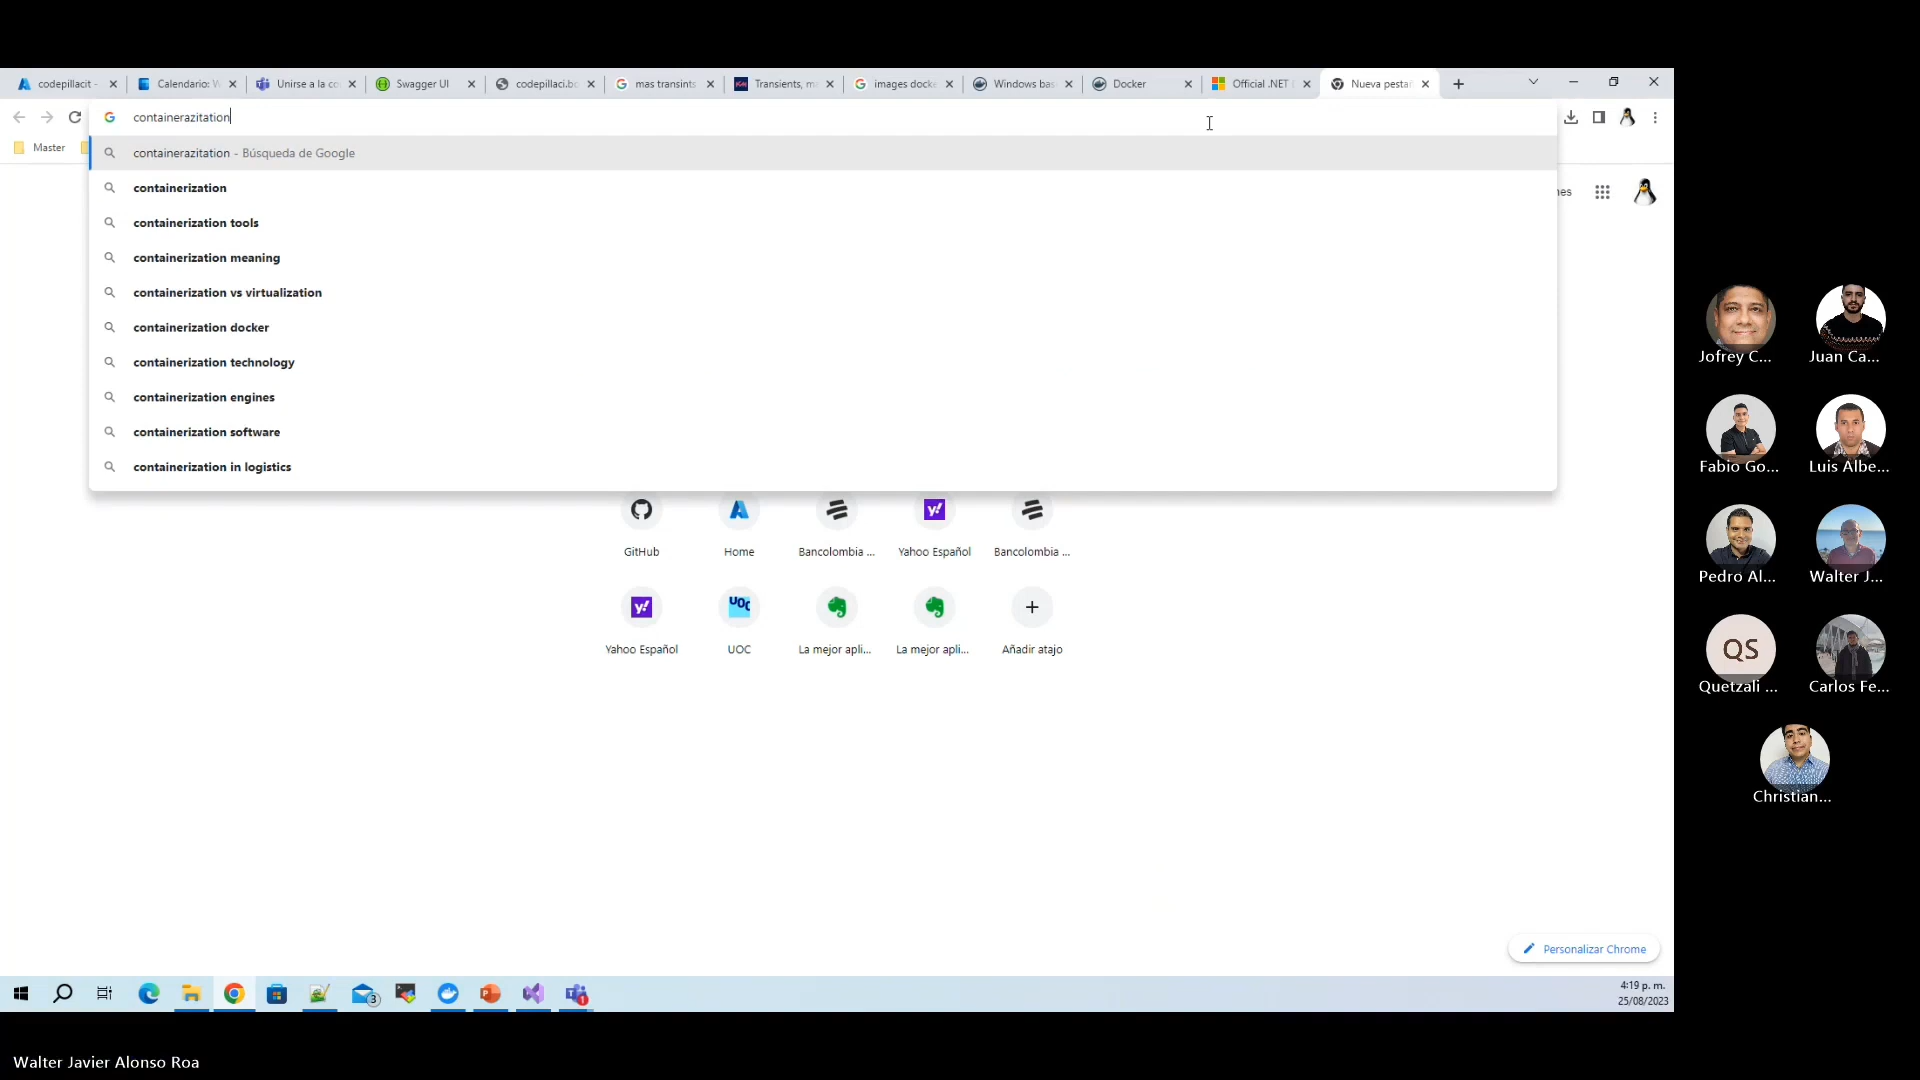 codepillacit -
Calendario: W
Unirse a la co
Swagger UI
codepillaci.bc
mas transints
Transients, m
images docke
Windows bas
Docker
Official .NET
Nueva pestañ
containerazitation
Master
containerazitation - Búsqueda de Google
containerization
nes
containerization tools
containerization meaning
containerization vs virtualization
containerization docker
containerization technology
containerization engines
containerization software
containerization in logistics
GitHub
Home
Bancolombia ...
Yahoo Español
Bancolombia ...
Yahoo Español
UOC
La mejor apli...
La mejor apli...
Añadir atajo
Personalizar Chrome
4:19 p. m.
25/08/2023
Jofrey C...
Juan Ca...
Fabio Go...
Luis Albe...
Pedro Al...
Walter J...
QS
Quetzali ...
Carlos Fe...
Christian...
Walter Javier Alonso Roa